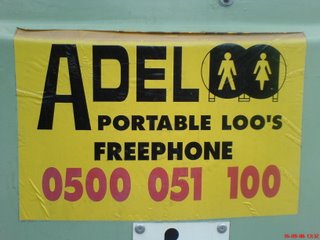 ADELOO
PORTABLE LOO'S
FREEPHONE
0500 051 100